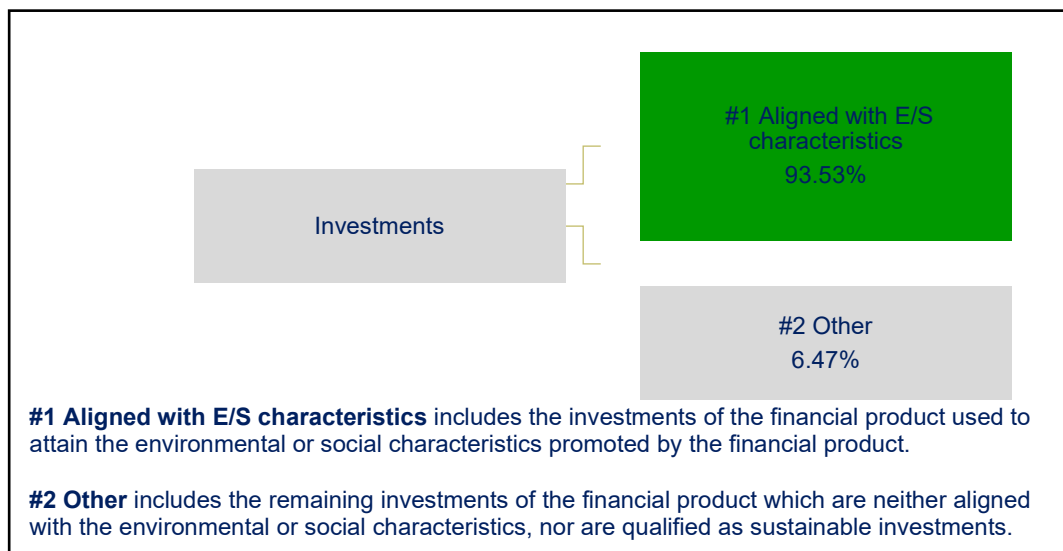 #1 Aligned with E/S
characteristics
93.53%
Investments
#2 Other
6.47%
#1 Aligned with E/S characteristics includes the investments of the financial product used to
attain the environmental or social characteristics promoted by the financial product.
#2 Other includes the remaining investments of the financial product which are neither aligned
with the environmental or social characteristics, nor are qualified as sustainable investments.